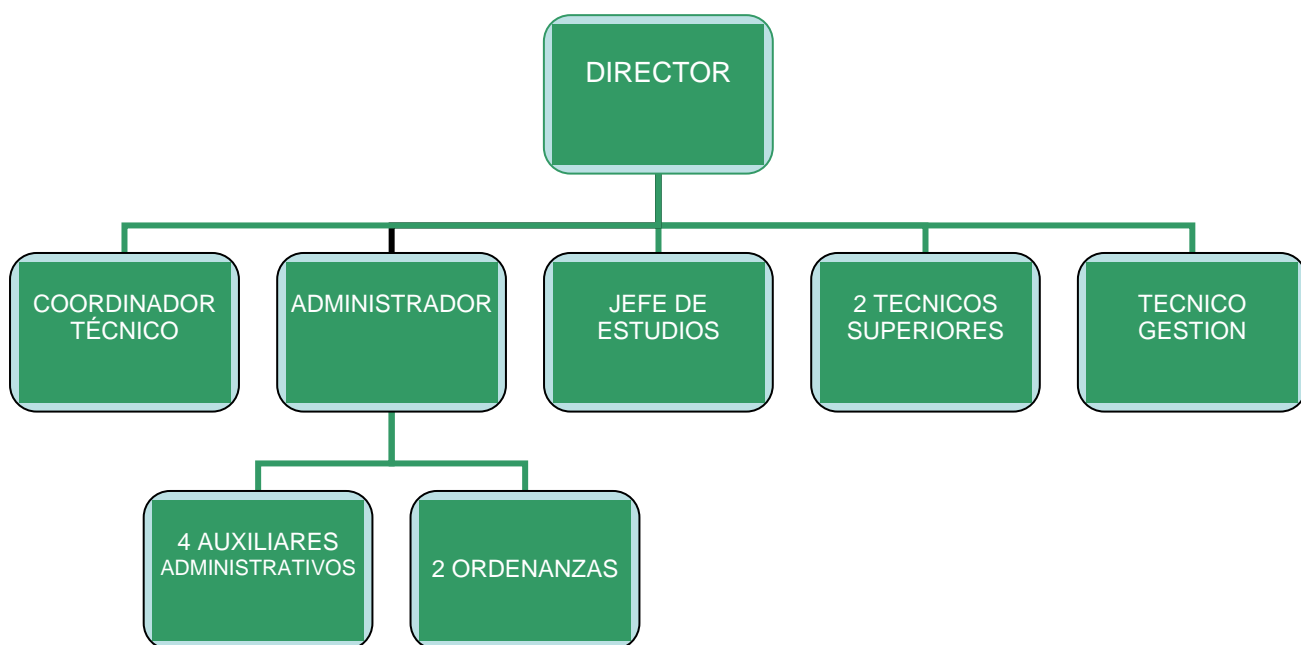 DIRECTOR
COORDINADOR
TÉCNICO
ADMINISTRADOR
JEFE DE
ESTUDIOS
2 TECNICOS
SUPERIORES
TECNICO
GESTION
4 AUXILIARES
ADMINISTRATIVOS
2 ORDENANZAS